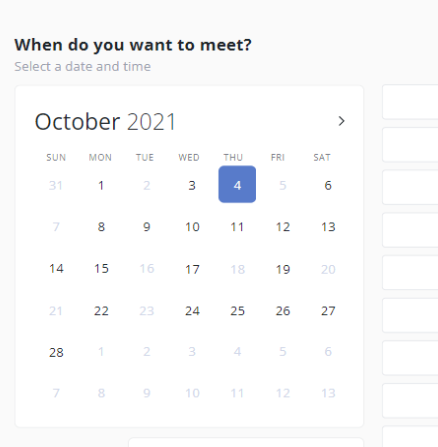 When do you want to meet?
Select a date and time
October 2021
SUN MON TUE WED THU FRI SAT
31 1 2 3 4 5 6
7 8 9 10 11 12 13
14 15 16 17 18 19 20
21 22 23 24 25 26 27
28 1 2 3 4 5 6
7 8 9 10 11 12 13